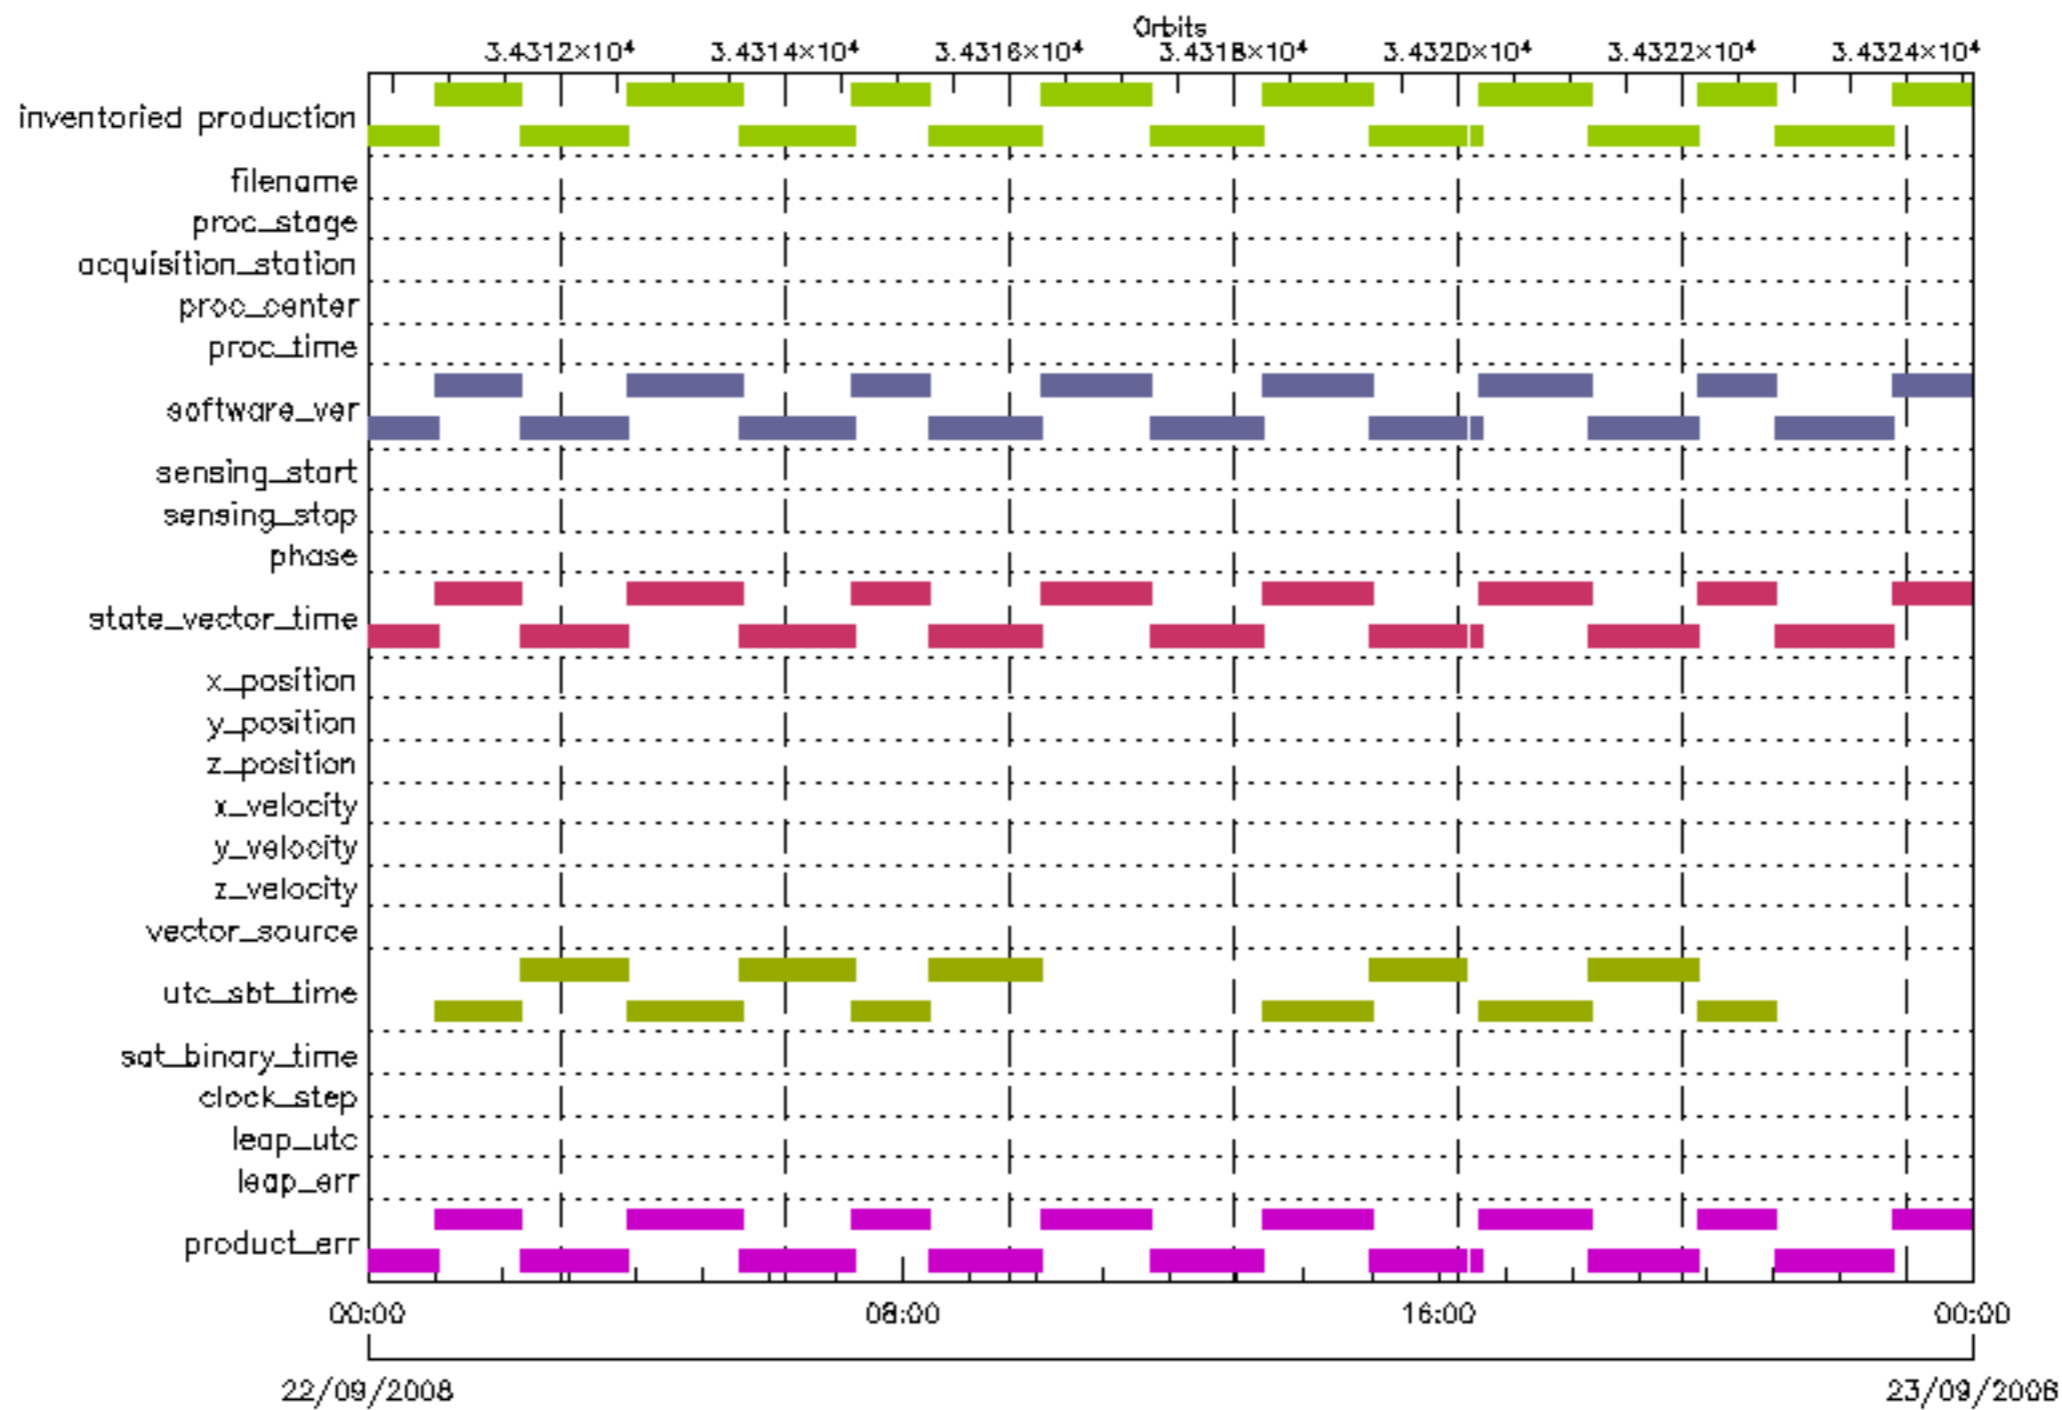 Orbits
3.4312×10⁴ 3.4314×10⁴ 3.4316×10⁴ 3.4318×10⁴ 3.4320×10⁴ 3.4322×10⁴ 3.4324×10⁴
inventoried production
filename
proc_stage
acquisition_station
proc_center
proc_time
software_ver
sensing_start
sensing_stop
phase
state_vector_time
x_position
y_position
z_position
x_velocity
y_velocity
z_velocity
vector_source
utc_sbt_time
sat_binary_time
clock_step
leap_utc
leap_err
product_err
00:00 08:00 16:00 00:00
22/09/2008 23/09/2008